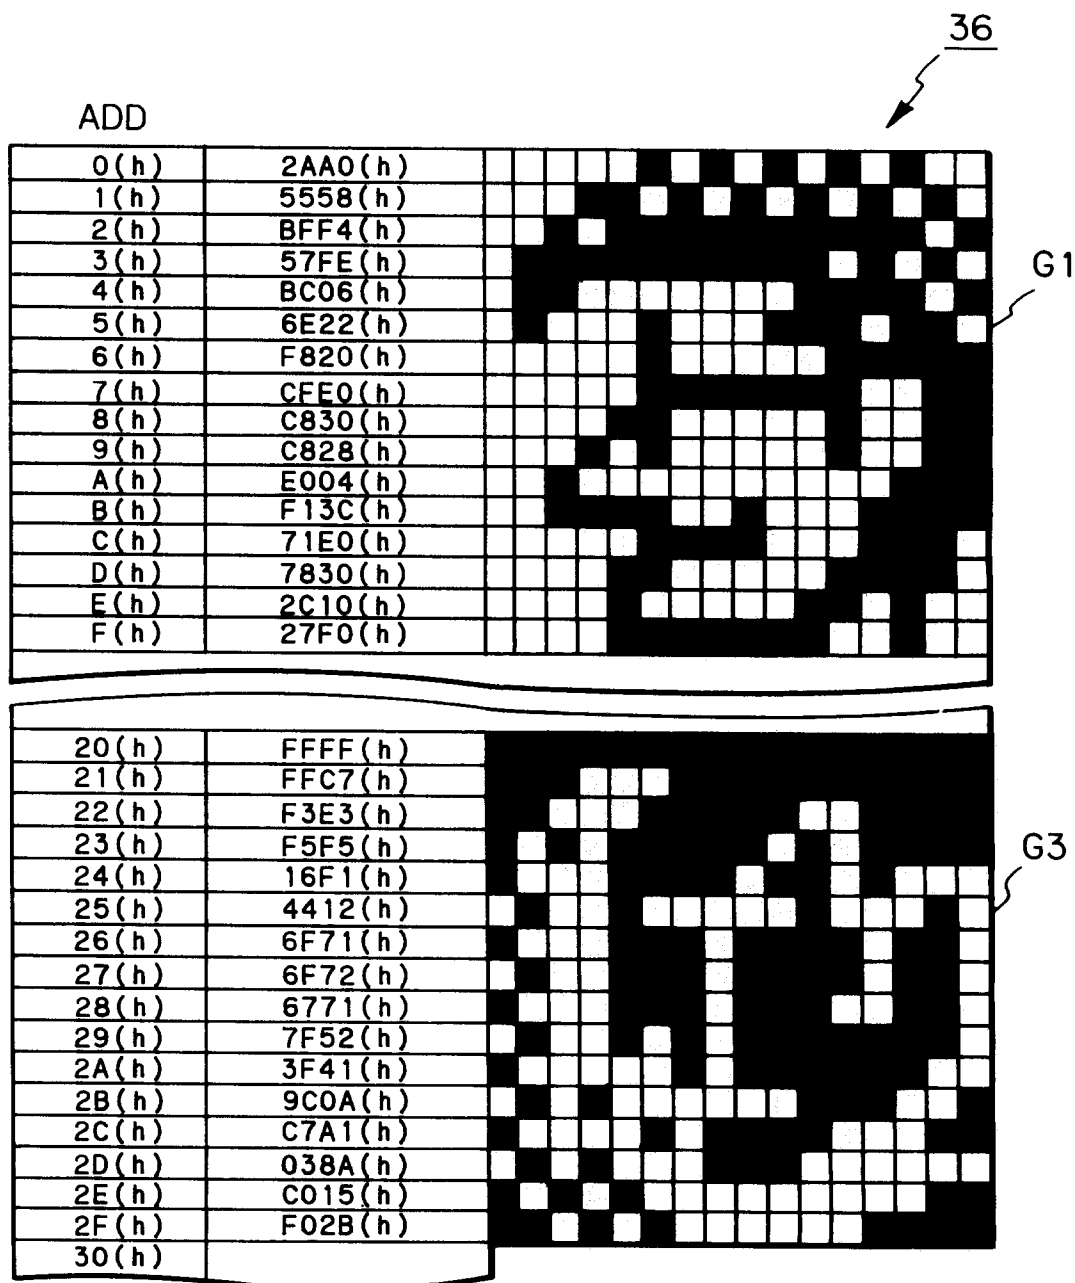 36
ADD
0(h) 2AA0(h)
1(h) 5558(h)
2(h) BFF4(h)
3(h) 57FE(h)
G1
4(h) BC06(h)
5(h) 6E22(h)
6(h) F820(h)
7(h) CFE0(h)
8(h) C830(h)
9(h) C828(h)
A(h) E004(h)
B(h) F13C(h)
C(h) 71E0(h)
D(h) 7830(h)
E(h) 2C10(h)
F(h) 27F0(h)
20(h) FFFF(h)
21(h) FFC7(h)
22(h) F3E3(h)
23(h) F5F5(h)
G3
24(h) 16F1(h)
25(h) 4412(h)
26(h) 6F71(h)
27(h) 6F72(h)
28(h) 6771(h)
29(h) 7F52(h)
2A(h) 3F41(h)
2B(h) 9C0A(h)
2C(h) C7A1(h)
2D(h) 038A(h)
2E(h) C015(h)
2F(h) F02B(h)
30(h)